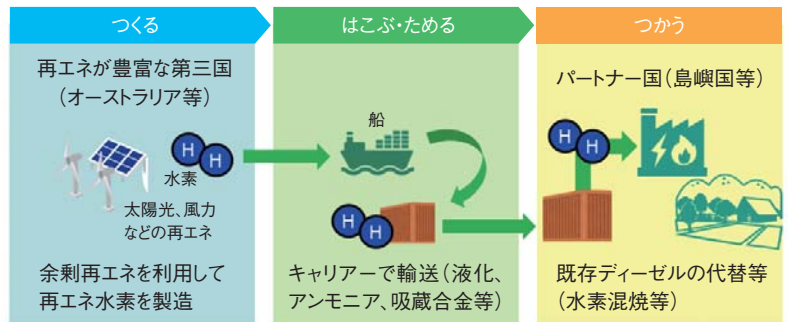 つくる
はこぶ・ためる
つかう
再エネが豊富な第三国
（オーストラリア等）
H
H
水素
太陽光、風力
などの再エネ
余剰再エネを利用して
再エネ水素を製造
船
H
H
キャリアーで輸送（液化、
アンモニア、吸蔵合金等）
パートナー国（島嶼国等）
H
H
既存ディーゼルの代替等
（水素混焼等）